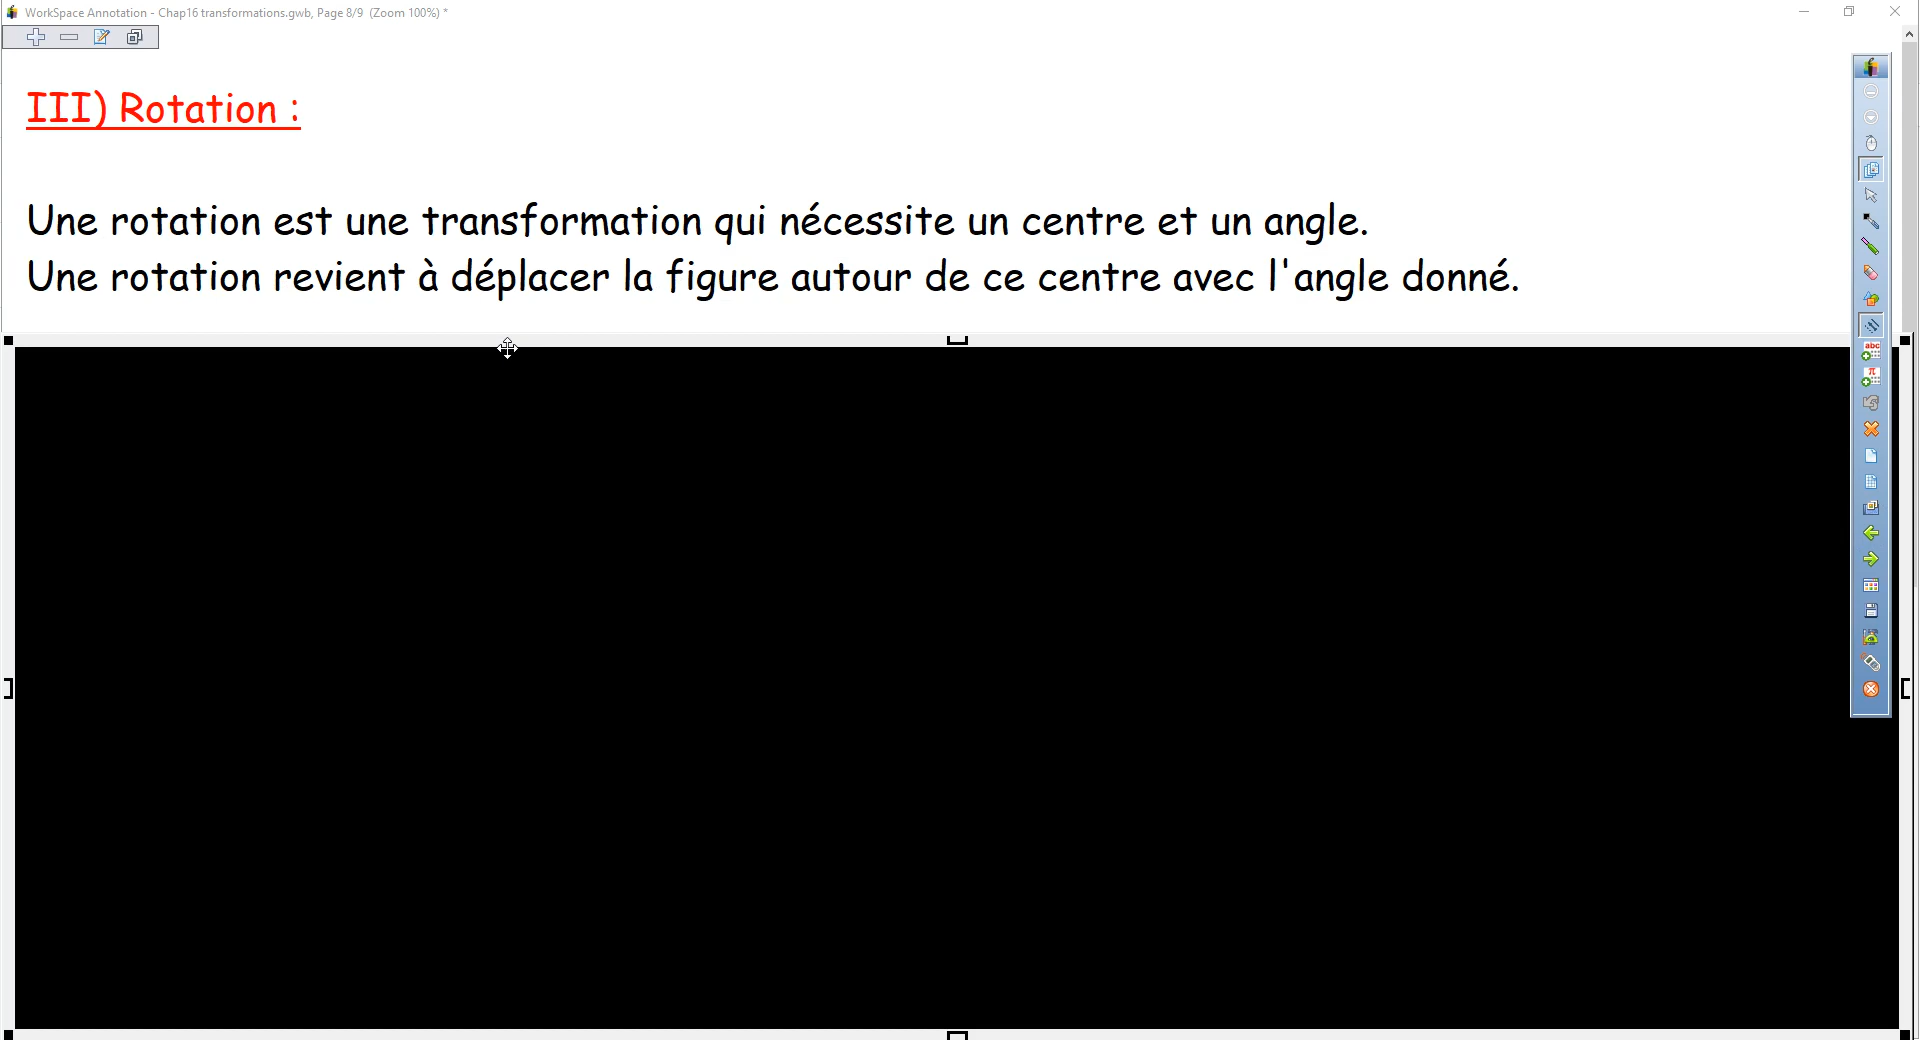 WorkSpace Annotation - Chap16 transformations.gwb, Page 8/9 (Zoom 100%) *
III) Rotation :
Une rotation est une transformation qui nécessite un centre et un angle.
Une rotation revient à déplacer la figure autour de ce centre avec l'angle donné.
abc
π